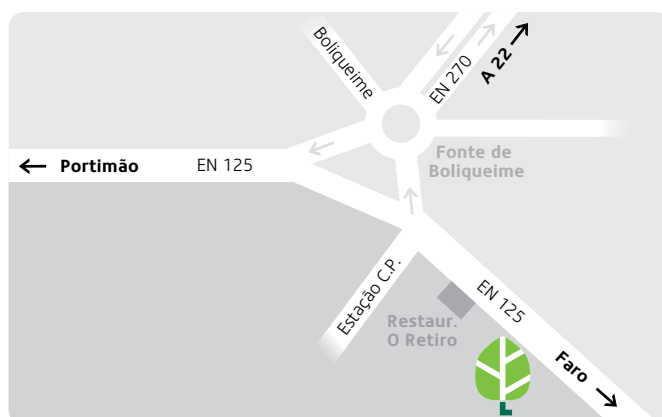 Boliqueime
EN 270
A 22
Portimão
EN 125
Fonte de
Boliqueime
Estação C.P.
EN 125
Restaur.
O Retiro
Faro